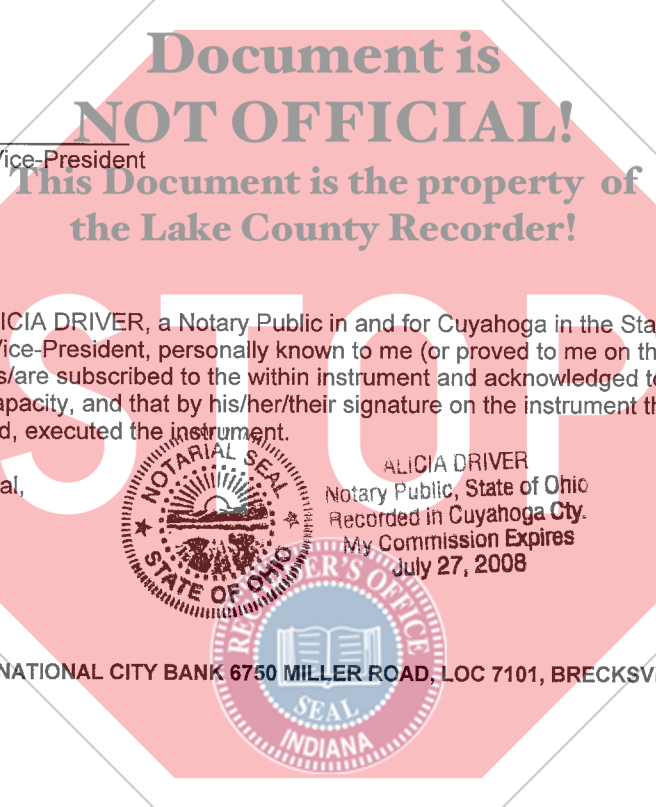 Document is
NOT OFFICIAL!
Vice-President
This Document is the property of
the Lake County Recorder!
STOP
ICIA DRIVER, a Notary Public in and for Cuyahoga in the Sta
Vice-President, personally known to me (or proved to me on th
s/are subscribed to the within instrument and acknowledged t
apacity, and that by his/her/their signature on the instrument t
d, executed the instrument.
al,
NOTARIAL SEAL
STATE OF OHIO
ALICIA DRIVER
Notary Public, State of Ohio
Recorded in Cuyahoga Cty.
My Commission Expires
July 27, 2008
RECORDER'S OFFICE
NATIONAL CITY BANK 6750 MILLER ROAD, LOC 7101, BRECKSV
SEAL
INDIANA